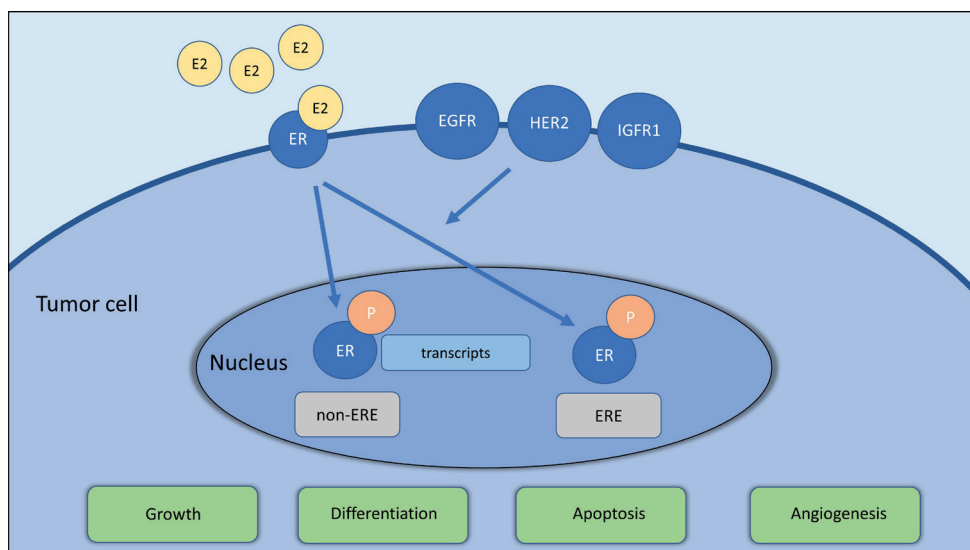 E2
E2
E2
E2
ER
EGFR
HER2
IGFR1
Tumor cell
P
P
ER
transcripts
ER
Nucleus
non-ERE
ERE
Growth
Differentiation
Apoptosis
Angiogenesis